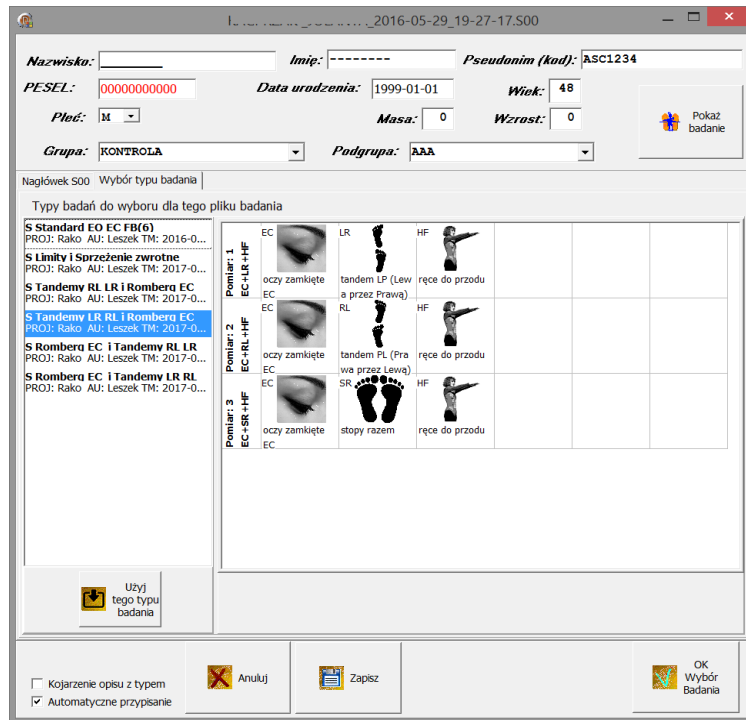 _2016-05-29_19-27-17.S00
Nazwisko: Imię: -------- Pseudonim (kod): ASC1234
PESEL: 00000000000 Data urodzenia: 1999-01-01 Wiek: 48
Płeć: M Masa: 0 Wzrost: 0
Pokaż
badanie
Grupa: KONTROLA Podgrupa: AAA
Nagłówek S00 Wybór typu badania
Typy badań do wyboru dla tego pliku badania
S Standard EO EC FB(6)
PROJ: Rako AU: Leszek TM: 2016-0...
S Limity i Sprzężenie zwrotne
PROJ: Rako AU: Leszek TM: 2017-0...
S Tandemy RL LR i Romberg EC
PROJ: Rako AU: Leszek TM: 2017-0...
S Tandemy LR RL i Romberg EC
PROJ: Rako AU: Leszek TM: 2017-0...
S Romberg EC i Tandemy RL LR
PROJ: Rako AU: Leszek TM: 2017-0...
S Romberg EC i Tandemy LR RL
PROJ: Rako AU: Leszek TM: 2017-0...
Pomiar: 1
EC+LR+HF
EC LR HF
oczy zamknięte tandem LP (Lew ręce do przodu
EC a przez Prawą)
Pomiar: 2
EC+RL+HF
EC RL HF
oczy zamknięte tandem PL (Pra ręce do przodu
EC wa przez Lewą)
Pomiar: 3
EC+SR+HF
EC SR HF
oczy zamknięte stopy razem ręce do przodu
EC
Użyj
tego typu
badania
Kojarzenie opisu z typem
Automatyczne przypisanie
Anuluj
Zapisz
OK
Wybór
Badania